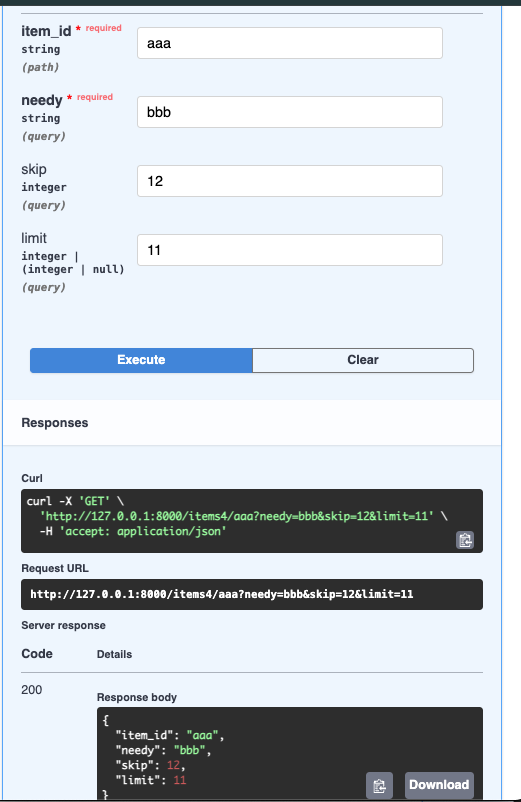 item_id * required
string
(path)
aaa
needy * required
string
(query)
bbb
skip
integer
(query)
12
limit
integer |
(integer | null)
(query)
11
Execute
Clear
Responses
Curl
curl -X 'GET' \
'http://127.0.0.1:8000/items4/aaa?needy=bbb&skip=12&limit=11' \
-H 'accept: application/json'
Request URL
http://127.0.0.1:8000/items4/aaa?needy=bbb&skip=12&limit=11
Server response
Code Details
200
Response body
{
"item_id": "aaa",
"needy": "bbb",
"skip": 12,
"limit": 11
}
Download